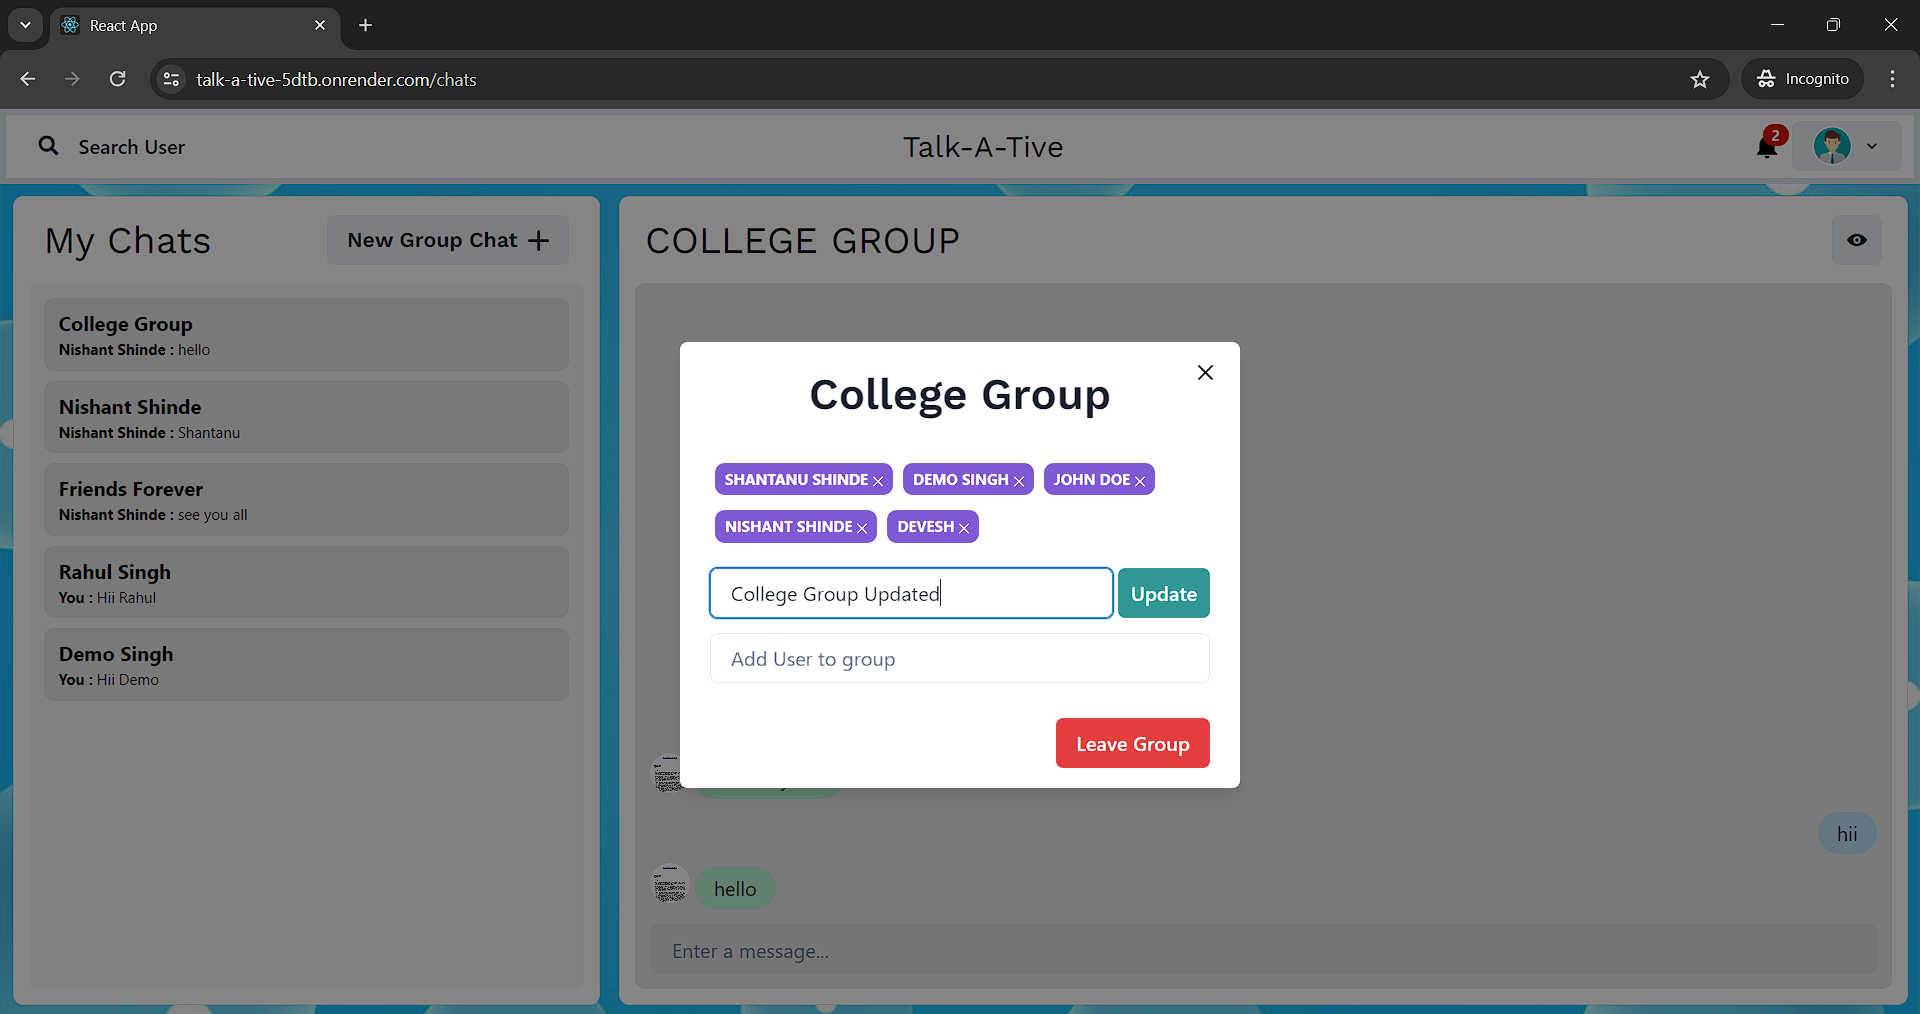 React App
talk-a-tive-5dtb.onrender.com/chats
Incognito
Search User
Talk-A-Tive
2
My Chats
New Group Chat
COLLEGE GROUP
College Group
Nishant Shinde : hello
Nishant Shinde
Nishant Shinde : Shantanu
Friends Forever
Nishant Shinde : see you all
Rahul Singh
You : Hii Rahul
Demo Singh
You : Hii Demo
College Group
SHANTANU SHINDE
DEMO SINGH
JOHN DOE
NISHANT SHINDE
DEVESH
College Group Updated
Update
Add User to group
Leave Group
hii
hello
Enter a message...